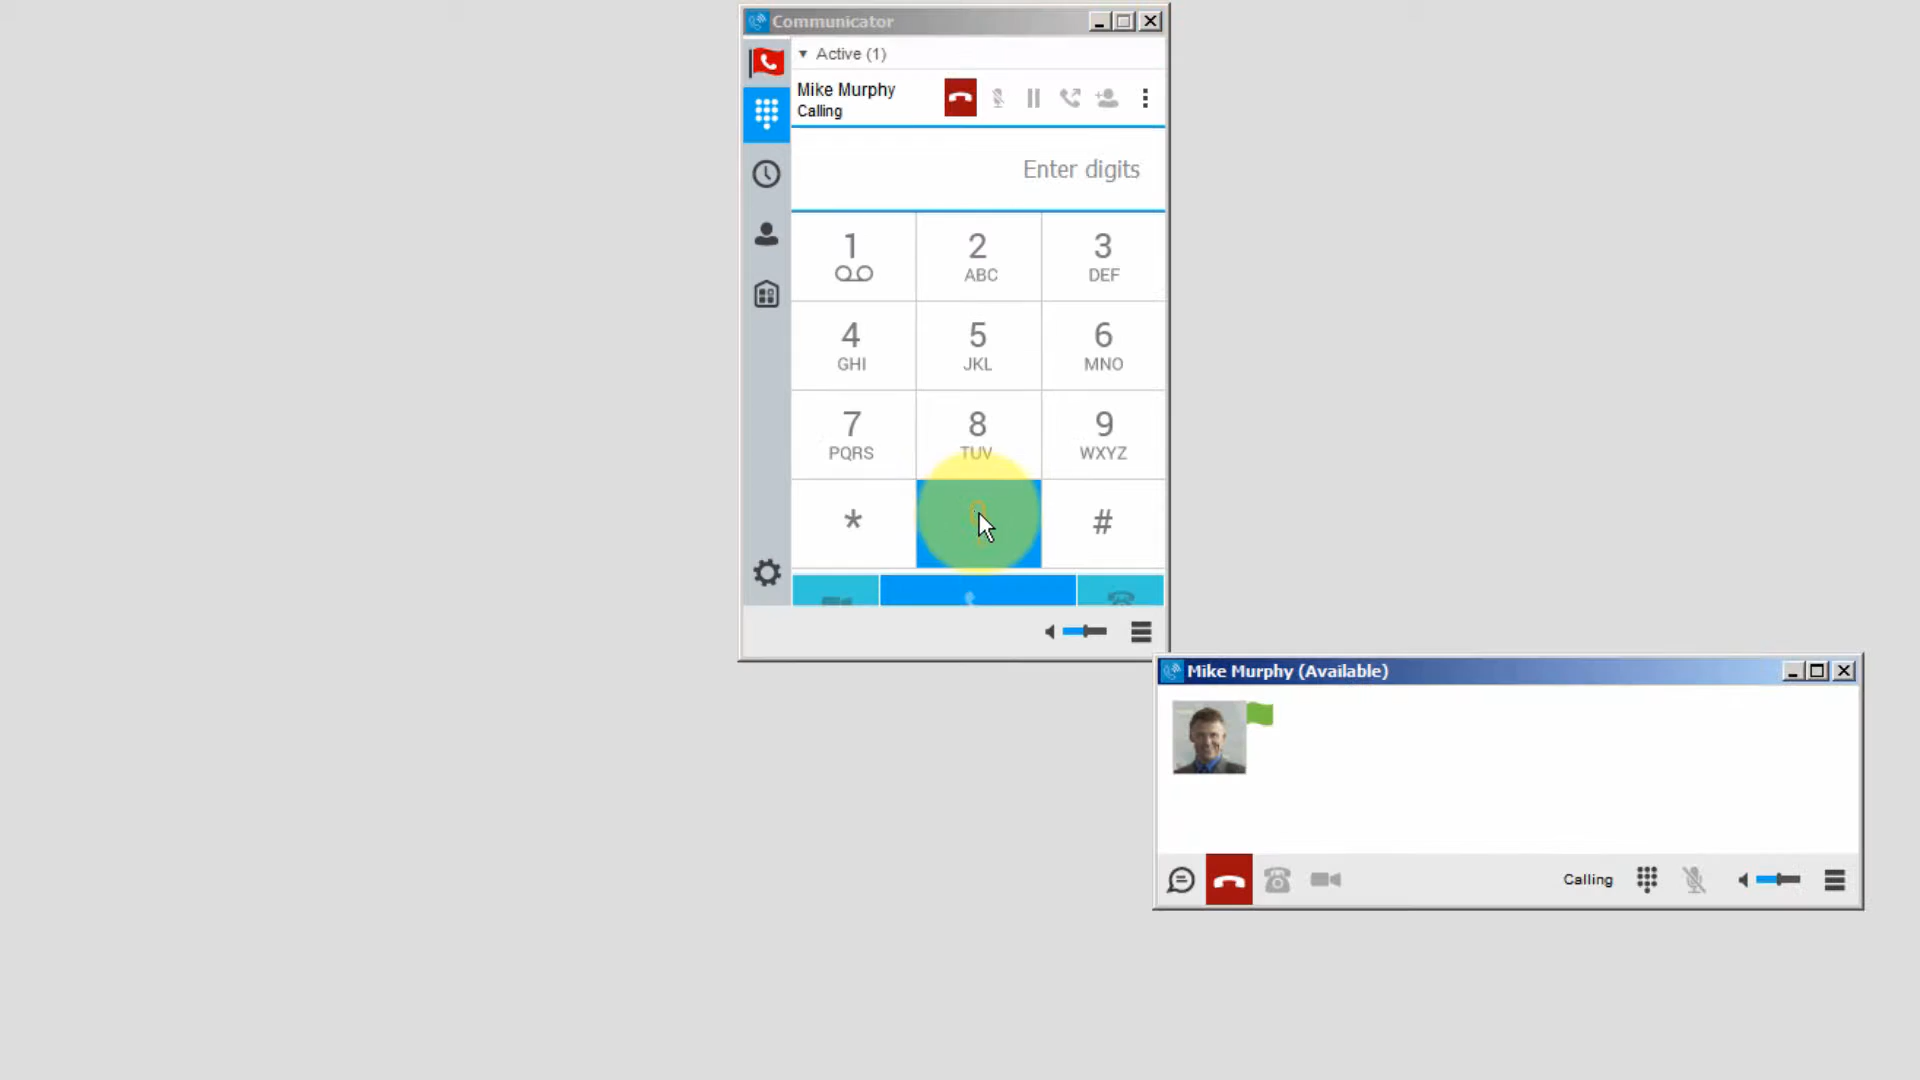 Communicator
Active (1)
Mike Murphy
Calling
Enter digits
1
2
ABC
3
DEF
4
GHI
5
JKL
6
MNO
7
PQRS
8
TUV
9
WXYZ
*
0
#
Mike Murphy (Available)
Calling